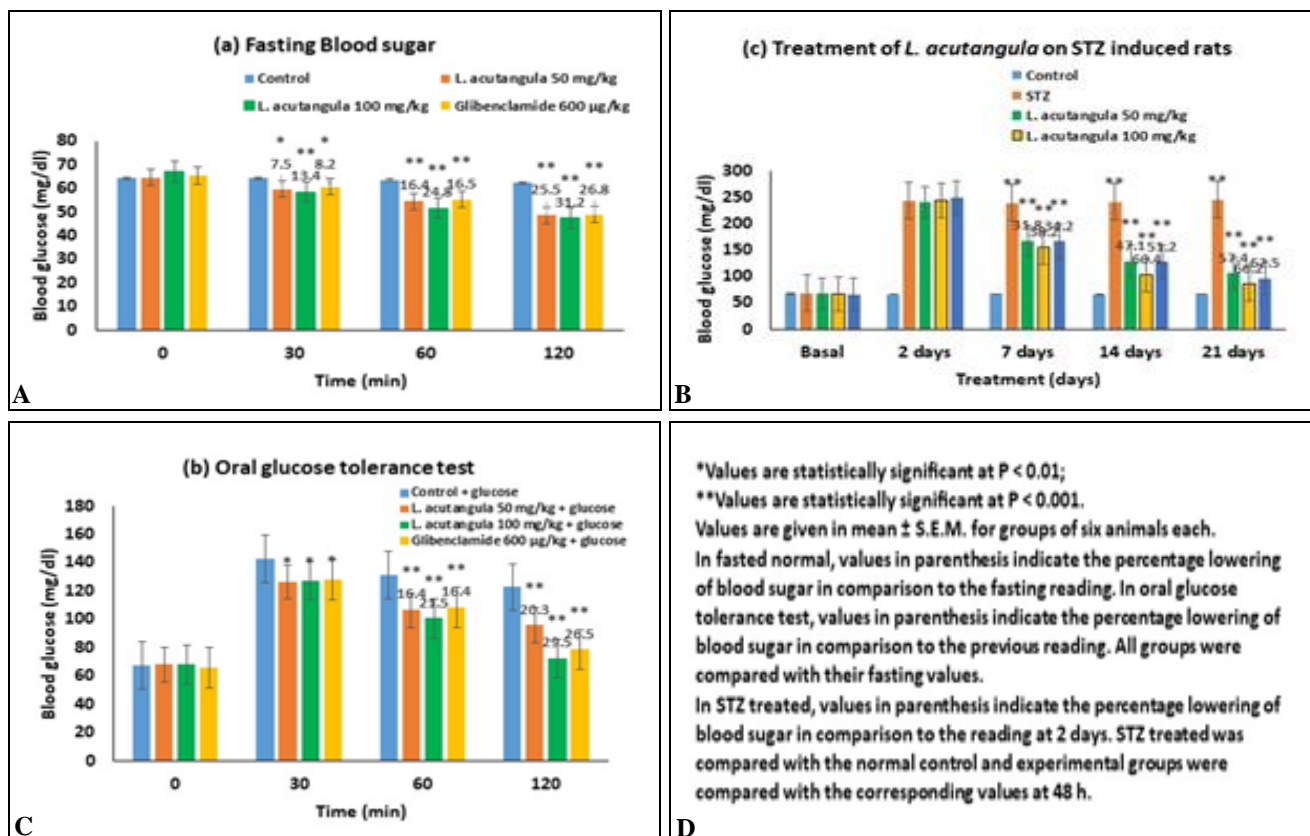 (a) Fasting Blood sugar
Control
L. acutangula 50 mg/kg
L. acutangula 100 mg/kg
Glibenclamide 600 µg/kg
Blood glucose (mg/dl)
80
70
60
50
40
30
20
10
0
*
**
*
7.5
13.4
8.2
**
**
**
16.4
24.8
16.5
**
**
**
25.5
31.2
26.8
0
30
60
120
Time (min)
A
(c) Treatment of L. acutangula on STZ induced rats
Control
STZ
L. acutangula 50 mg/kg
L. acutangula 100 mg/kg
Blood glucose (mg/dl)
300
250
200
150
100
50
0
**
**
**
**
**
**
**
**
47.1
51.2
**
**
**
**
57.4
62.5
Basal
2 days
7 days
14 days
21 days
Treatment (days)
B
(b) Oral glucose tolerance test
Control + glucose
L. acutangula 50 mg/kg + glucose
L. acutangula 100 mg/kg + glucose
Glibenclamide 600 µg/kg + glucose
Blood glucose (mg/dl)
180
160
140
120
100
80
60
40
20
0
*
*
*
**
**
**
16.4
21.5
16.4
**
**
**
20.3
29.5
26.5
0
30
60
120
Time (min)
C
*Values are statistically significant at P < 0.01;
**Values are statistically significant at P < 0.001.
Values are given in mean ± S.E.M. for groups of six animals each.
In fasted normal, values in parenthesis indicate the percentage lowering
of blood sugar in comparison to the fasting reading. In oral glucose
tolerance test, values in parenthesis indicate the percentage lowering of
blood sugar in comparison to the previous reading. All groups were
compared with their fasting values.
In STZ treated, values in parenthesis indicate the percentage lowering of
blood sugar in comparison to the reading at 2 days. STZ treated was
compared with the normal control and experimental groups were
compared with the corresponding values at 48 h.
D